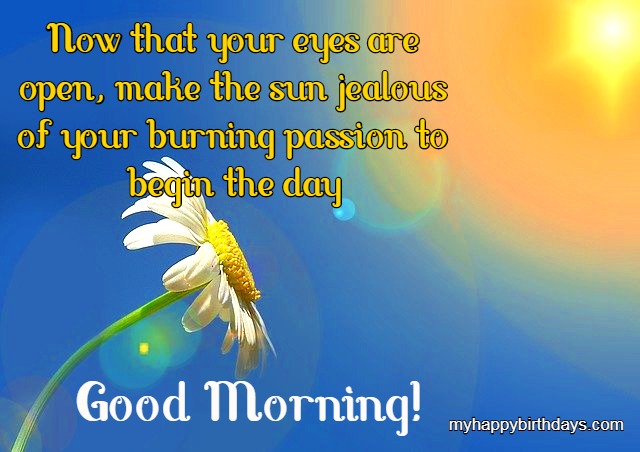 Now that your eyes are
open, make the sun jealous
of your burning passion to
begin the day
Good Morning!
myhappybirthdays.com